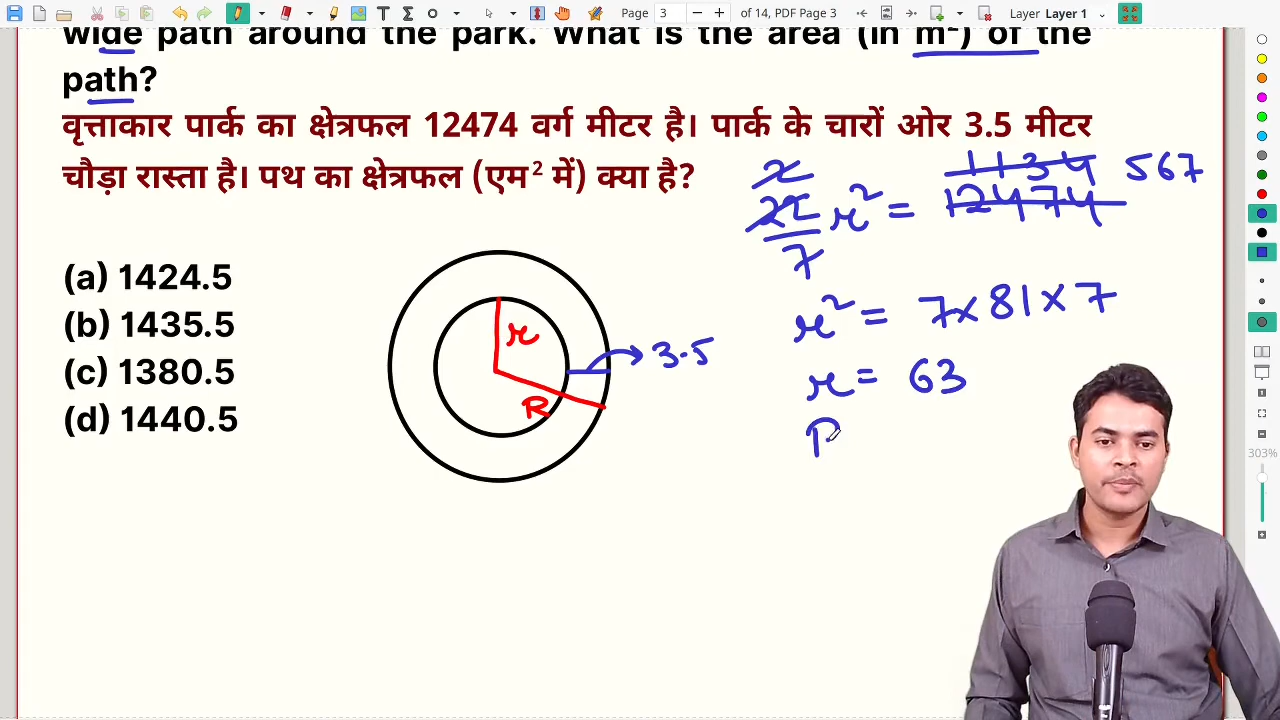 Page 3 of 14, PDF Page 3 Layer Layer 1
wide path around the park. What is the area (in m²) of the
path?
वृत्ताकार पार्क का क्षेत्रफल 12474 वर्ग मीटर है। पार्क के चारों ओर 3.5 मीटर
चौड़ा रास्ता है। पथ का क्षेत्रफल (एम² में) क्या है?
(a) 1424.5
(b) 1435.5
(c) 1380.5
(d) 1440.5
r
R
3.5
1134 567
22/7 r² = 12474
r² = 7×81×7
r = 63
P
303%